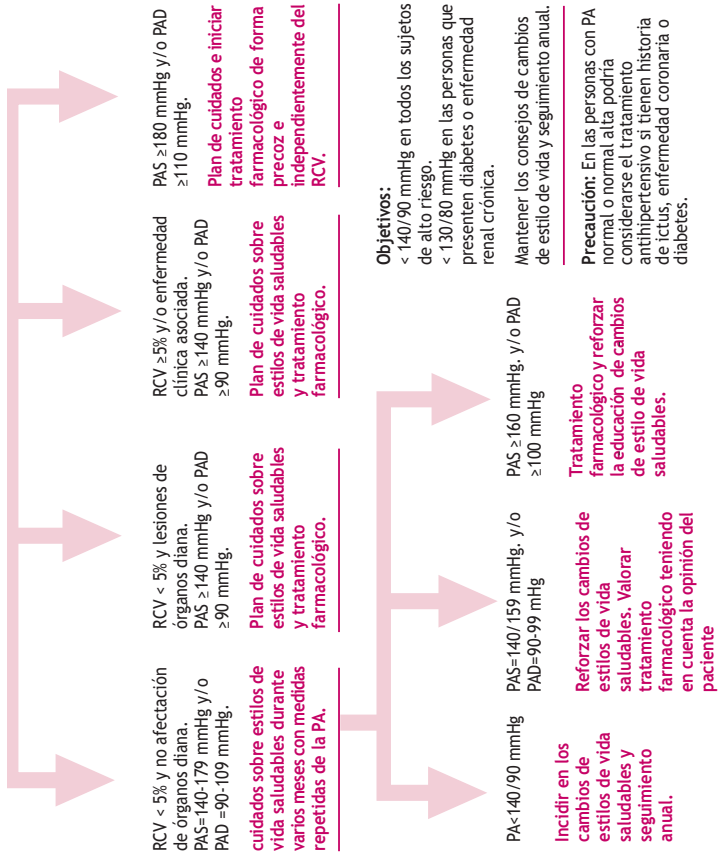 RCV < 5% y no afectación
de órganos diana.
PAS=140-179 mmHg y/o
PAD =90-109 mmHg.
cuidados sobre estilos de
vida saludables durante
varios meses con medidas
repetidas de la PA.
RCV < 5% y lesiones de
órganos diana.
PAS ≥140 mmHg y/o PAD
≥90 mmHg.
Plan de cuidados sobre
estilos de vida saludables
y tratamiento
farmacológico.
RCV ≥5% y/o enfermedad
clínica asociada.
PAS ≥140 mmHg y/o PAD
≥90 mmHg.
Plan de cuidados sobre
estilos de vida saludables
y tratamiento
farmacológico.
PAS ≥180 mmHg y/o PAD
≥110 mmHg.
Plan de cuidados e iniciar
tratamiento
farmacológico de forma
precoz e
independientemente del
RCV.
PA<140/90 mmHg
Incidir en los
cambios de
estilos de vida
saludables y
seguimiento
anual.
PAS=140/159 mmHg. y/o
PAD=90-99 mHg
Reforzar los cambios de
estilos de vida
saludables. Valorar
tratamiento
farmacológico teniendo
en cuenta la opinión del
paciente
PAS ≥160 mmHg. y/o PAD
≥100 mmHg
Tratamiento
farmacológico y reforzar
la educación de cambios
de estilo de vida
saludables.
Objetivos:
<140/90 mmHg en todos los sujetos
de alto riesgo.
<130/80 mmHg en las personas que
presenten diabetes o enfermedad
renal crónica.
Mantener los consejos de cambios
de estilo de vida y seguimiento anual.
Precaución: En las personas con PA
normal o normal alta podría
considerarse el tratamiento
antihipertensivo si tienen historia
de ictus, enfermedad coronaria o
diabetes.